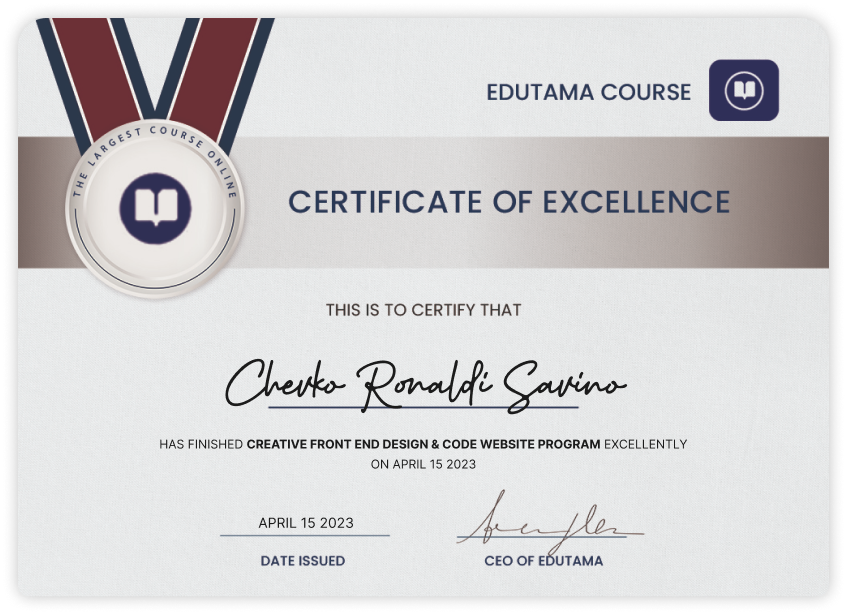 EDUTAMA COURSE
THE LARGEST COURSE ONLINE
CERTIFICATE OF EXCELLENCE
THIS IS TO CERTIFY THAT
Chevko Ronaldi Savino
HAS FINISHED CREATIVE FRONT END DESIGN & CODE WEBSITE PROGRAM EXCELLENTLY
ON APRIL 15 2023
APRIL 15 2023
DATE ISSUED
CEO OF EDUTAMA